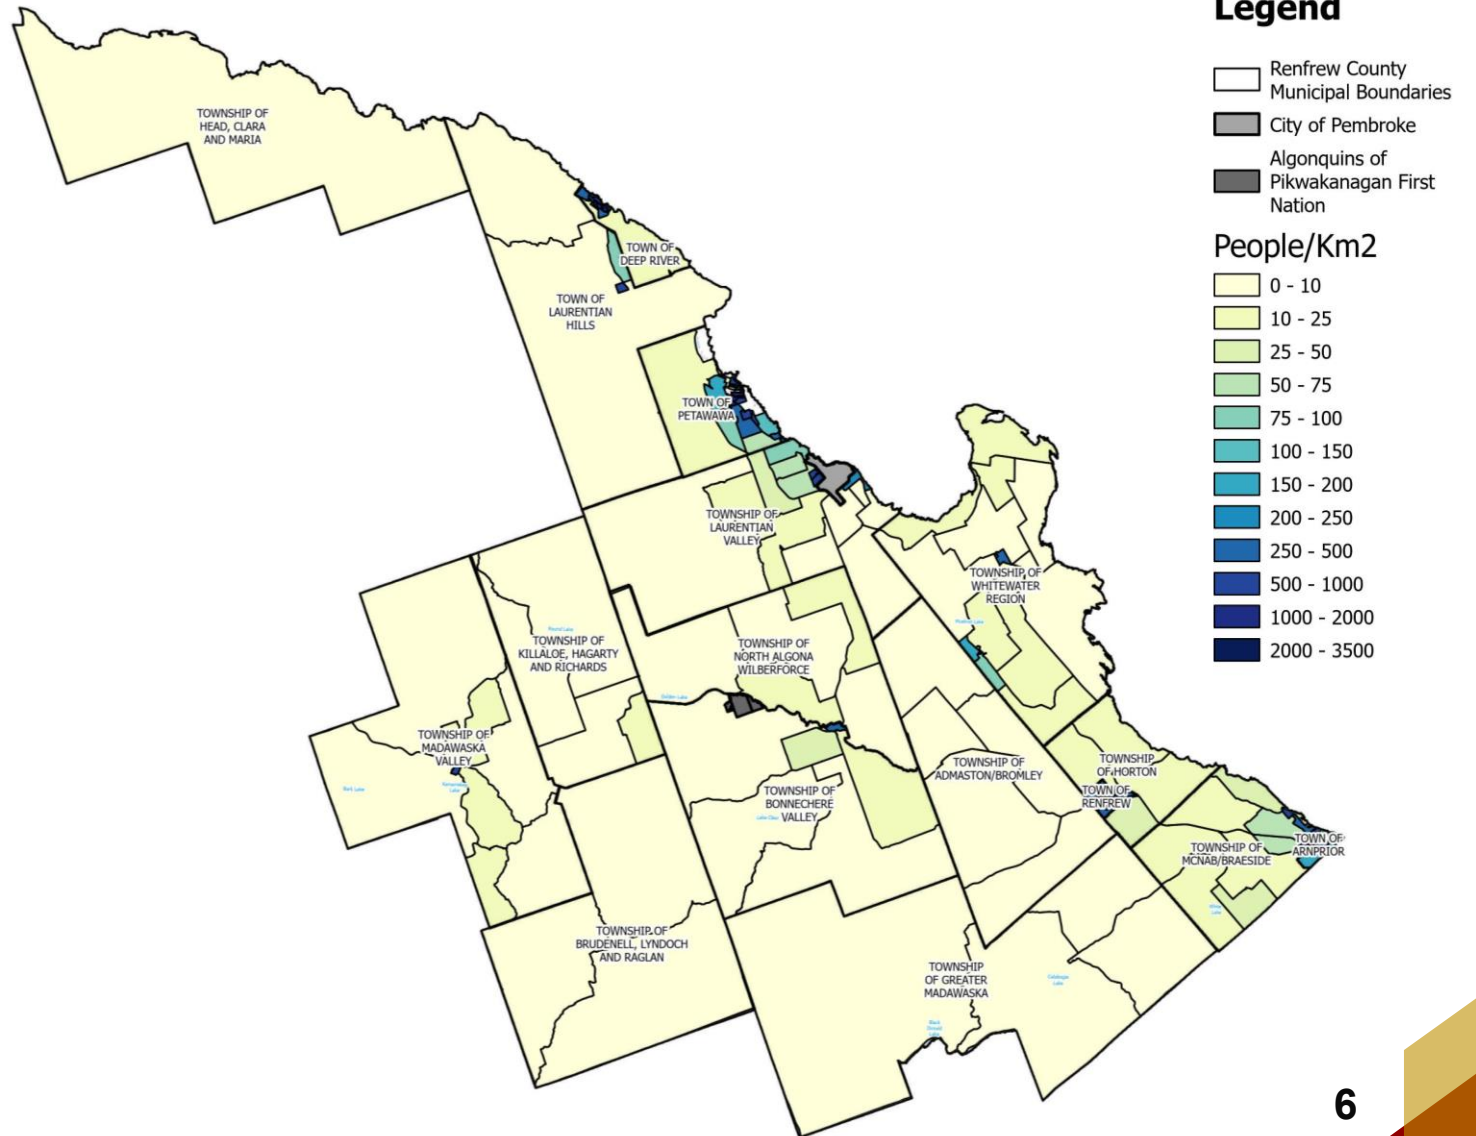 Legend
Renfrew County
Municipal Boundaries
City of Pembroke
Algonquins of
Pikwakanagan First
Nation
People/Km2
0 - 10
10 - 25
25 - 50
50 - 75
75 - 100
100 - 150
150 - 200
200 - 250
250 - 500
500 - 1000
1000 - 2000
2000 - 3500
TOWNSHIP OF
HEAD, CLARA
AND MARIA
TOWN OF
DEEP RIVER
TOWN OF
LAURENTIAN
HILLS
TOWN OF
PETAWAWA
TOWNSHIP OF
LAURENTIAN
VALLEY
TOWNSHIP OF
WHITEWATER
REGION
TOWNSHIP OF
KILLALOE, HAGARTY
AND RICHARDS
TOWNSHIP OF
NORTH ALGONA
WILBERFORCE
Golden Lake
TOWNSHIP OF
MADAWASKA
VALLEY
TOWNSHIP OF
ADMASTON/BROMLEY
TOWNSHIP
OF HORTON
TOWN OF
RENFREW
TOWNSHIP OF
BONNECHERE
VALLEY
TOWNSHIP OF
MCNAB/BRAESIDE
TOWN OF
ARNPRIOR
TOWNSHIP OF
BRUDENELL, LYNDOCH
AND RAGLAN
TOWNSHIP
OF GREATER
MADAWASKA
6